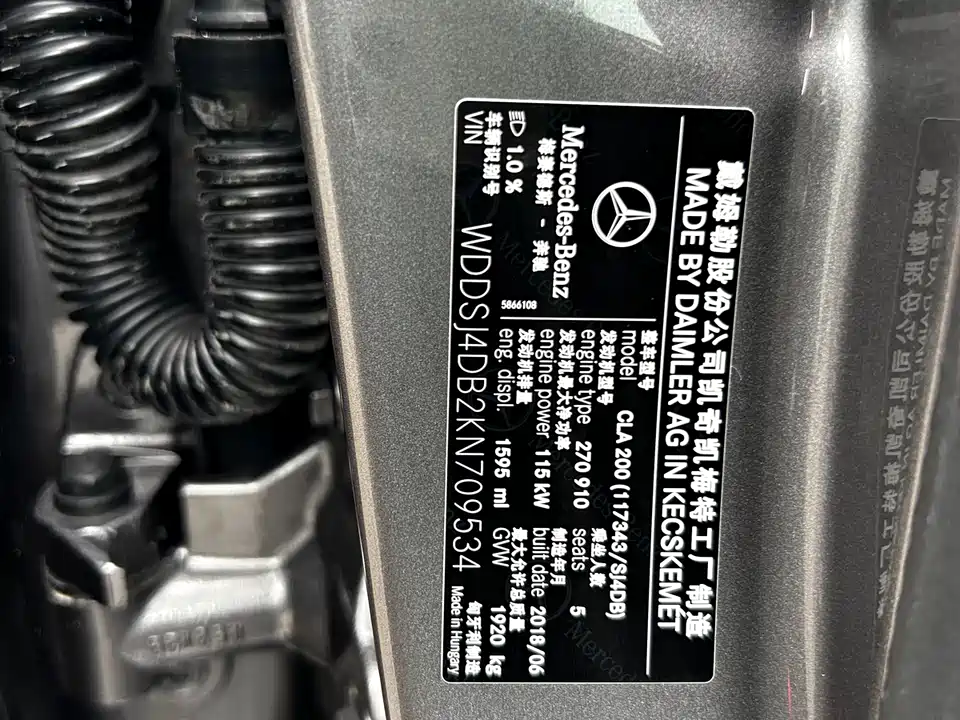 戴姆勒股份公司凯奇凯梅特工厂制造
MADE BY DAIMLER AG IN KECSKEMÉT
Mercedes-Benz
梅赛德斯 - 奔驰
1.0 %
5866108
整车型号
model CLA 200 (117343/SJ4DB)
发动机型号 乘坐人数
engine type 270 910 seats 5
发动机最大净功率 制造年月
engine power 115 kW built date 2018/06
发动机排量 最大允许总质量
eng. displ. 1595 ml GVW 1920 kg
车辆识别号 匈牙利制造
VIN WDDSJ4DB2KN709534 Made in Hungary